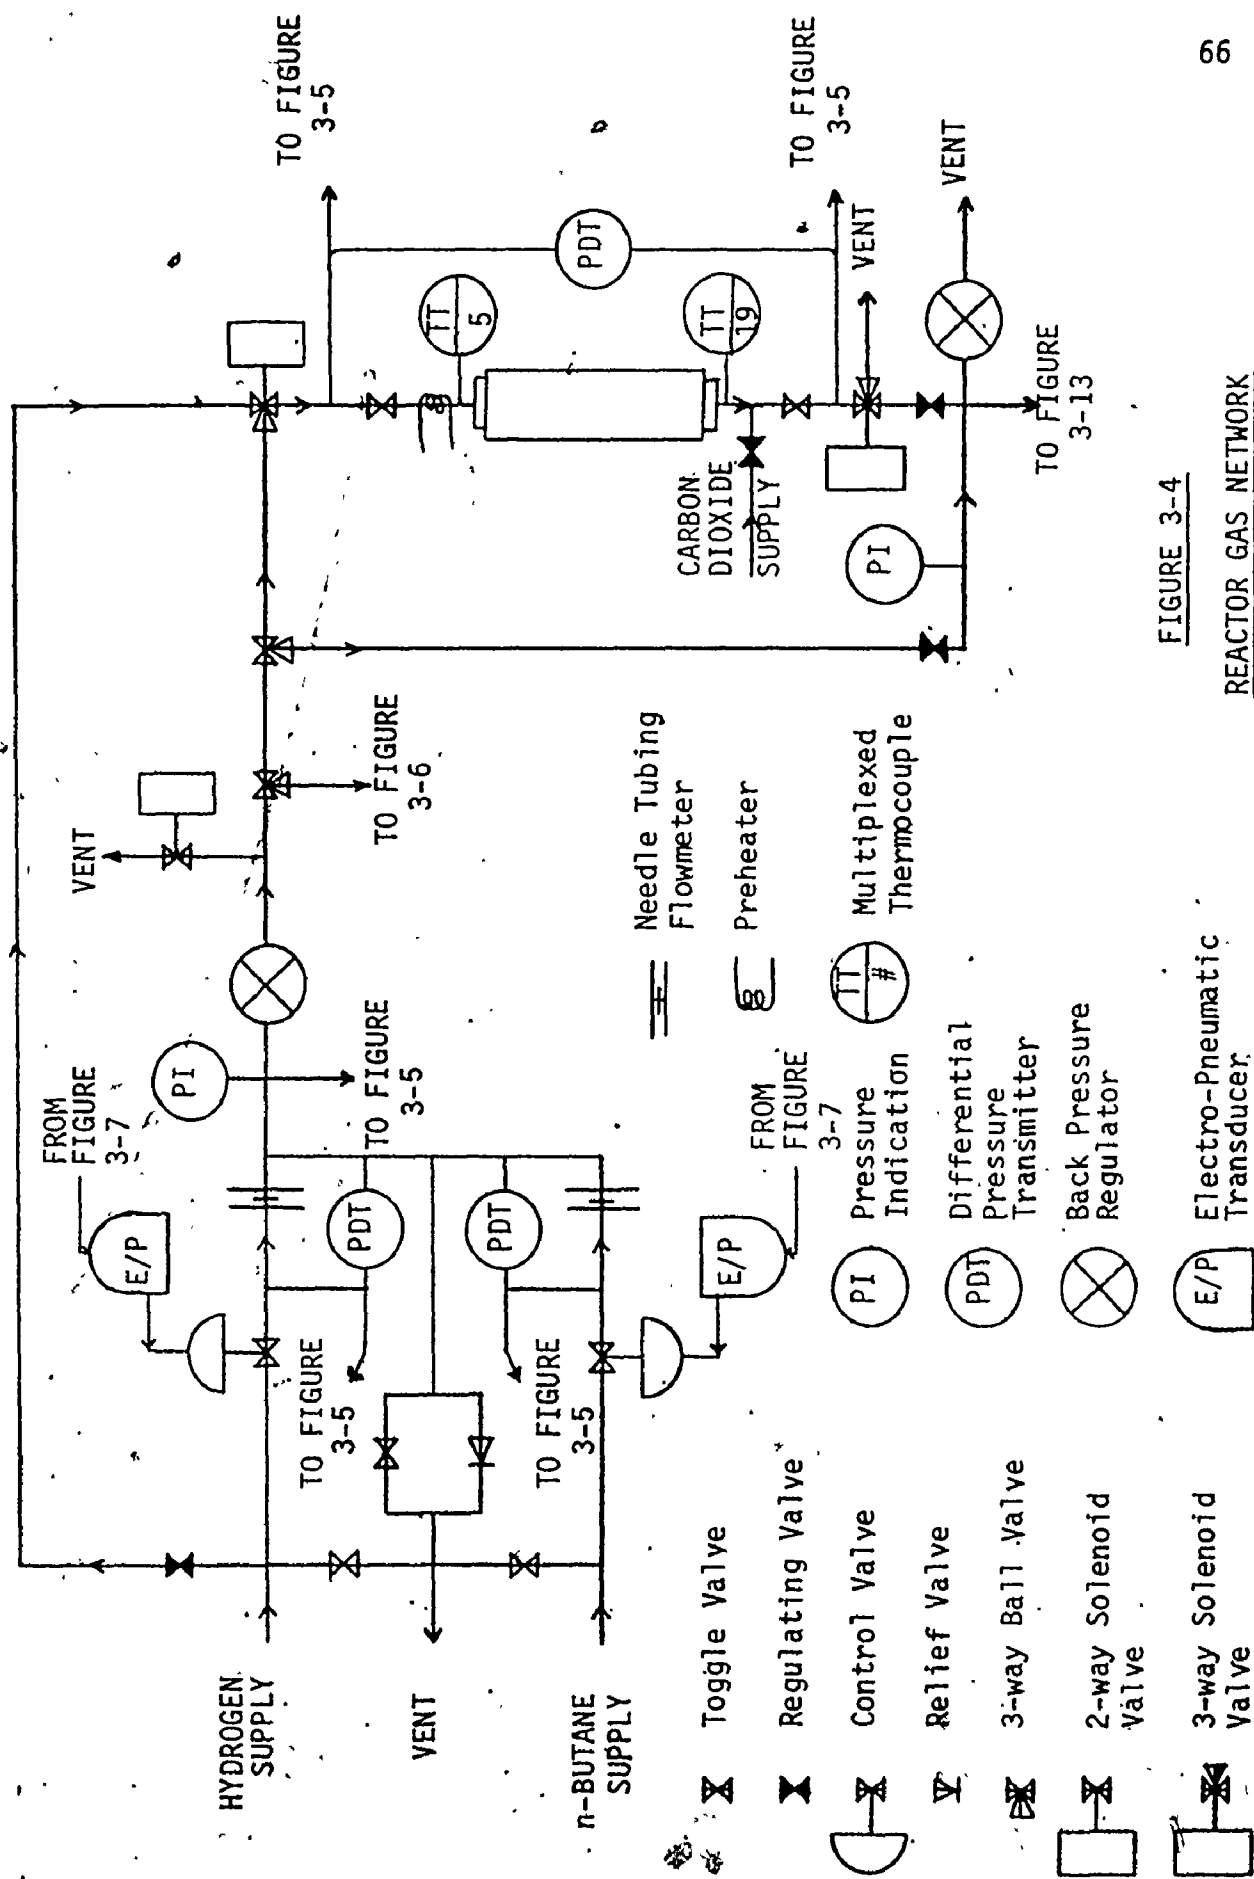 66
FROM
FIGURE
3-7
VENT
TO FIGURE
3-5
E/P
PI
HYDROGEN
SUPPLY
TO FIGURE
3-5
PDT
TO FIGURE
3-5
TO FIGURE
3-6
VENT
TO FIGURE
3-5
PDT
n-BUTANE
SUPPLY
E/P
FROM
FIGURE
3-7
TT
5
PDT
TT
19
CARBON
DIOXIDE
SUPPLY
TO FIGURE
3-5
VENT
PI
VENT
TO FIGURE
3-13
Toggle Valve
Regulating Valve
Control Valve
Relief Valve
3-way Ball Valve
2-way Solenoid
Valve
3-way Solenoid
Valve
PI
Pressure
Indication
PDT
Differential
Pressure
Transmitter
Back Pressure
Regulator
E/P
Electro-Pneumatic
Transducer
Needle Tubing
Flowmeter
Preheater
TT
#
Multiplexed
Thermocouple
FIGURE 3-4
REACTOR GAS NETWORK